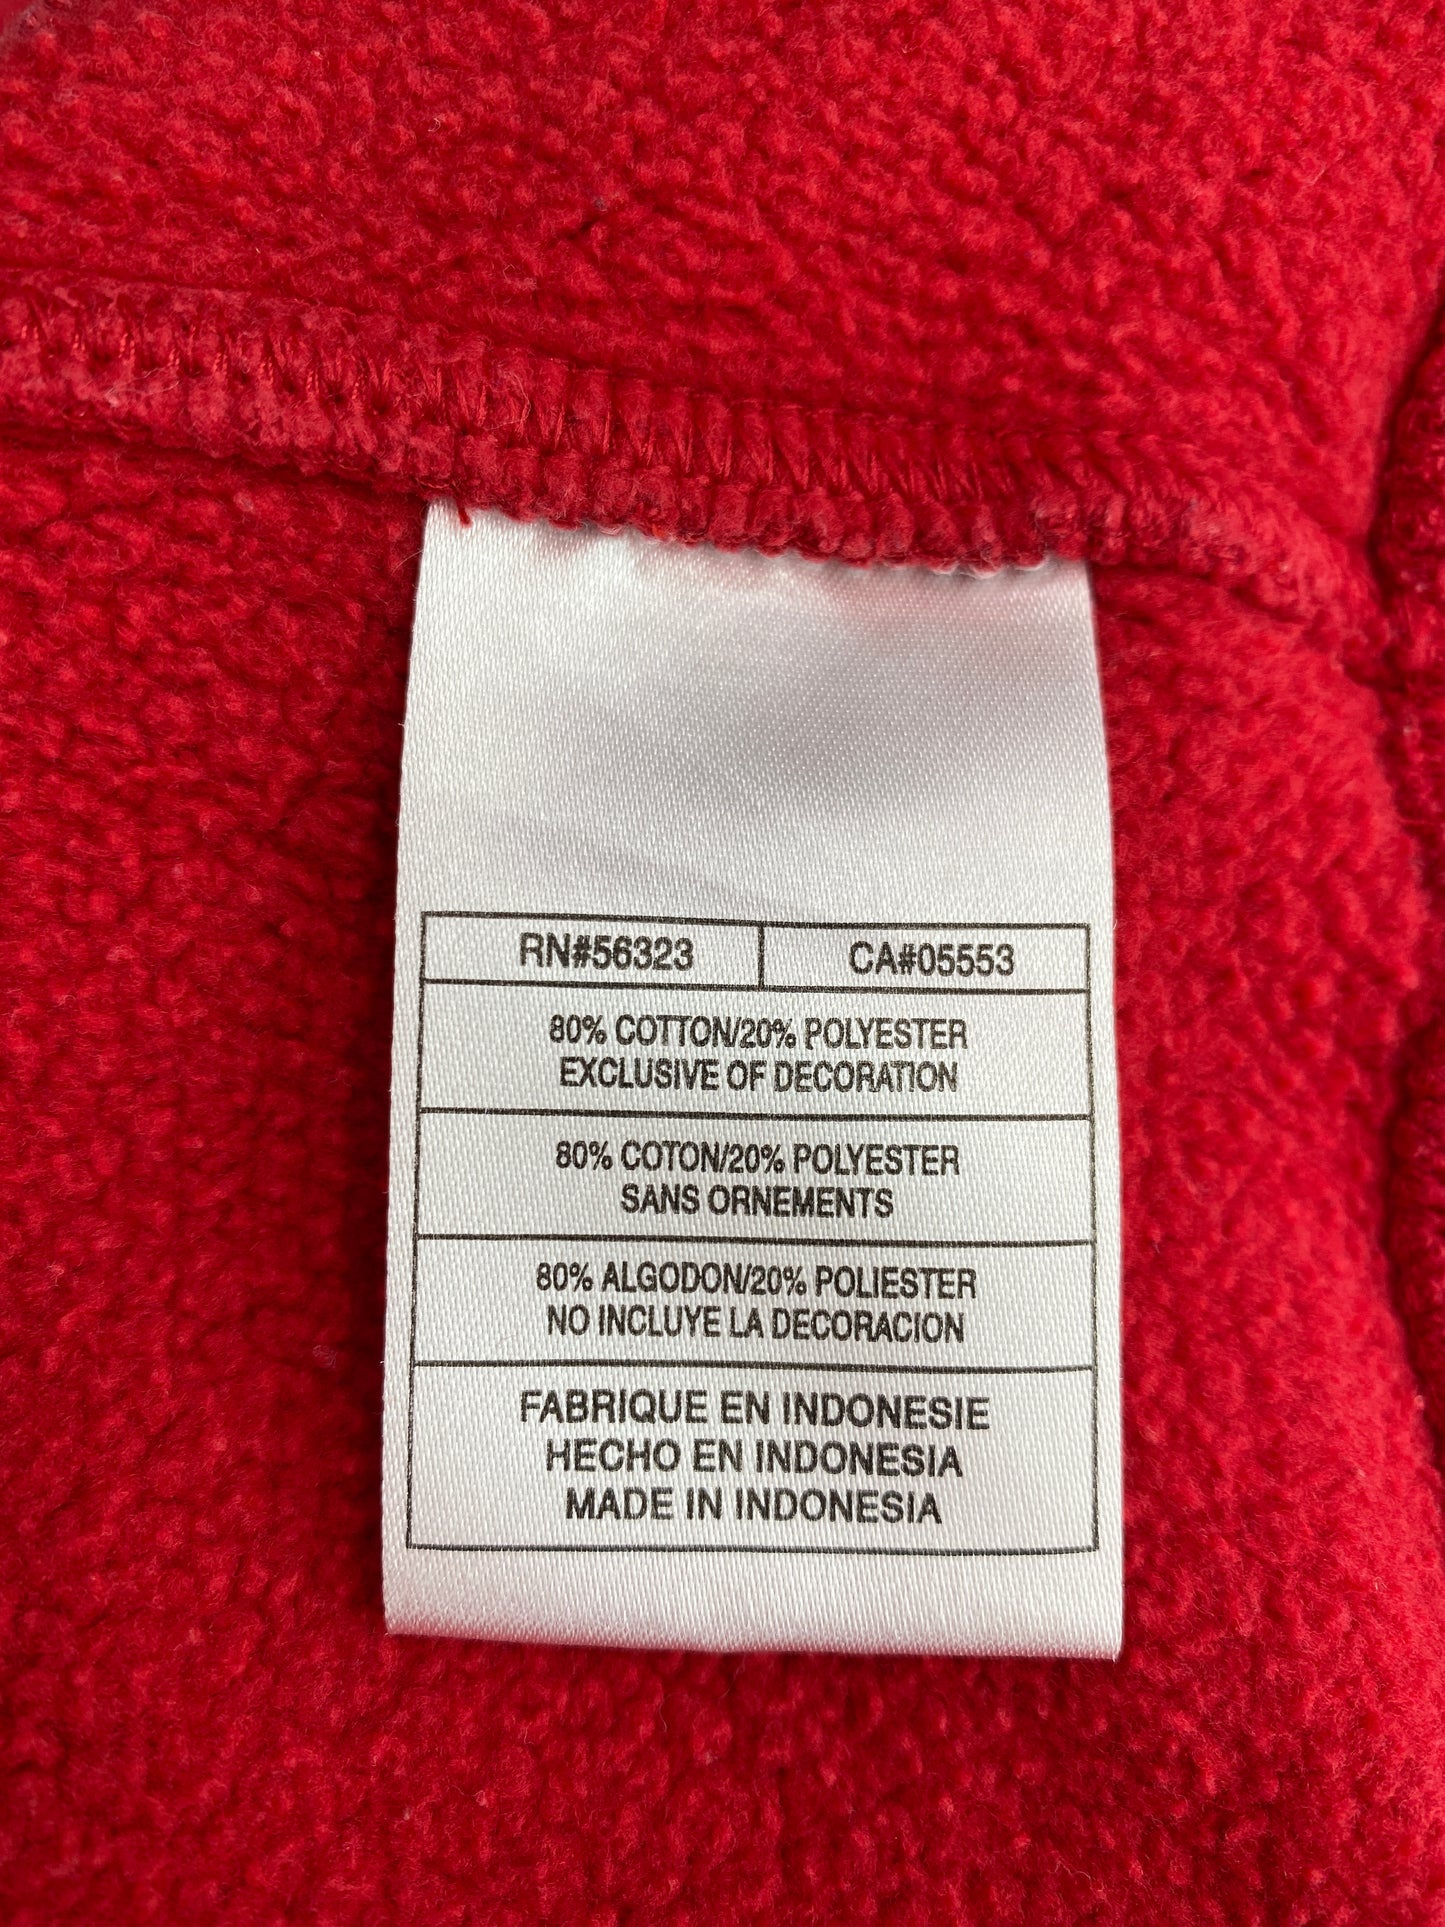 RN#56323 CA#05553
80% COTTON/20% POLYESTER
EXCLUSIVE OF DECORATION
80% COTON/20% POLYESTER
SANS ORNEMENTS
80% ALGODON/20% POLIESTER
NO INCLUYE LA DECORACION
FABRIQUE EN INDONESIE
HECHO EN INDONESIA
MADE IN INDONESIA